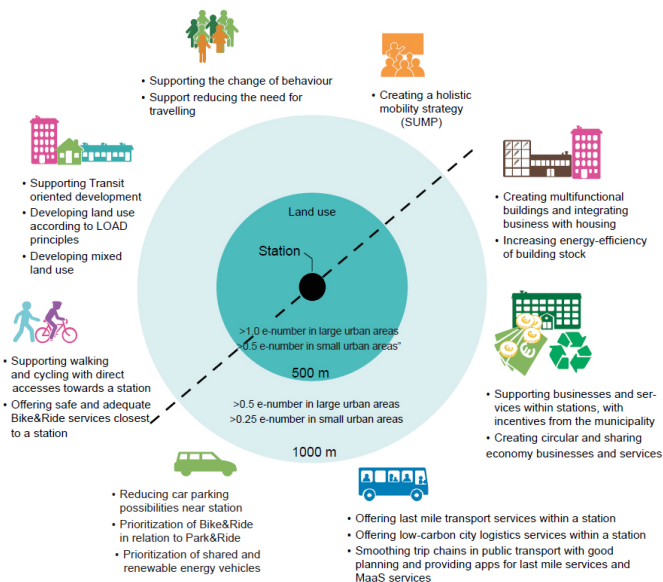 • Supporting the change of behaviour
• Support reducing the need for
travelling
• Creating a holistic
mobility strategy
(SUMP)
• Supporting Transit
oriented development
• Developing land use
according to LOAD
principles
• Developing mixed
land use
• Creating multifunctional
buildings and integrating
business with housing
• Increasing energy-efficiency
of building stock
Land use
Station
>1,0 e-number in large urban areas
>0.5 e-number in small urban areas"
500 m
>0.5 e-number in large urban areas
>0.25 e-number in small urban areas
1000 m
• Supporting walking
and cycling with direct
accesses towards a station
• Offering safe and adequate
Bike&Ride services closest
to a station
• Supporting businesses and ser-
vices within stations, with
incentives from the municipality
• Creating circular and sharing
economy businesses and services
• Reducing car parking
possibilities near station
• Prioritization of Bike&Ride
in relation to Park&Ride
• Prioritization of shared and
renewable energy vehicles
• Offering last mile transport services within a station
• Offering low-carbon city logistics services within a station
• Smoothing trip chains in public transport with good
planning and providing apps for last mile services and
MaaS services